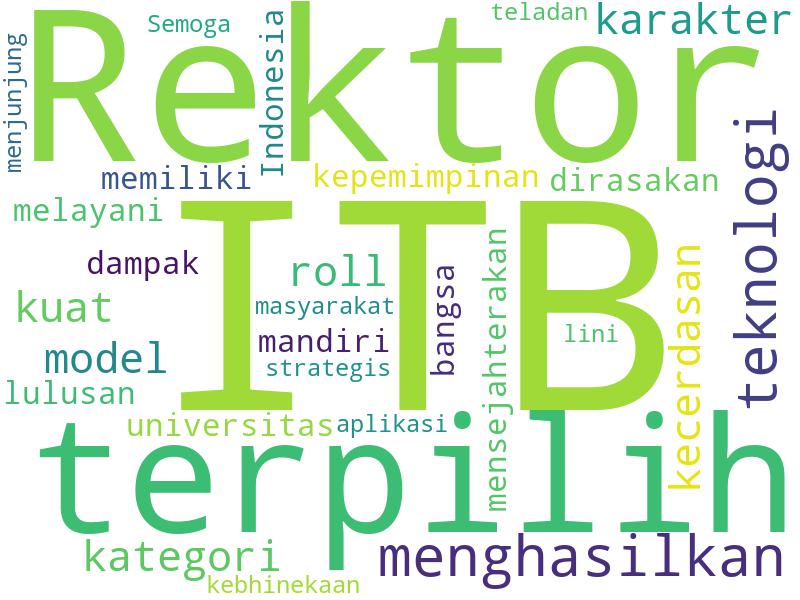 teladan
karakter
Semoga
Rektor
menjunjung
Indonesia
teknologi
memiliki
kepemimpinan
dirasakan
melayani
ITB
dampak
roll
kuat
masyarakat
bangsa
mensejahterakan
kecerdasan
mandiri
lini
model
strategis
lulusan
universitas
aplikasi
terpilih
kategori
menghasilkan
kebhinekaan